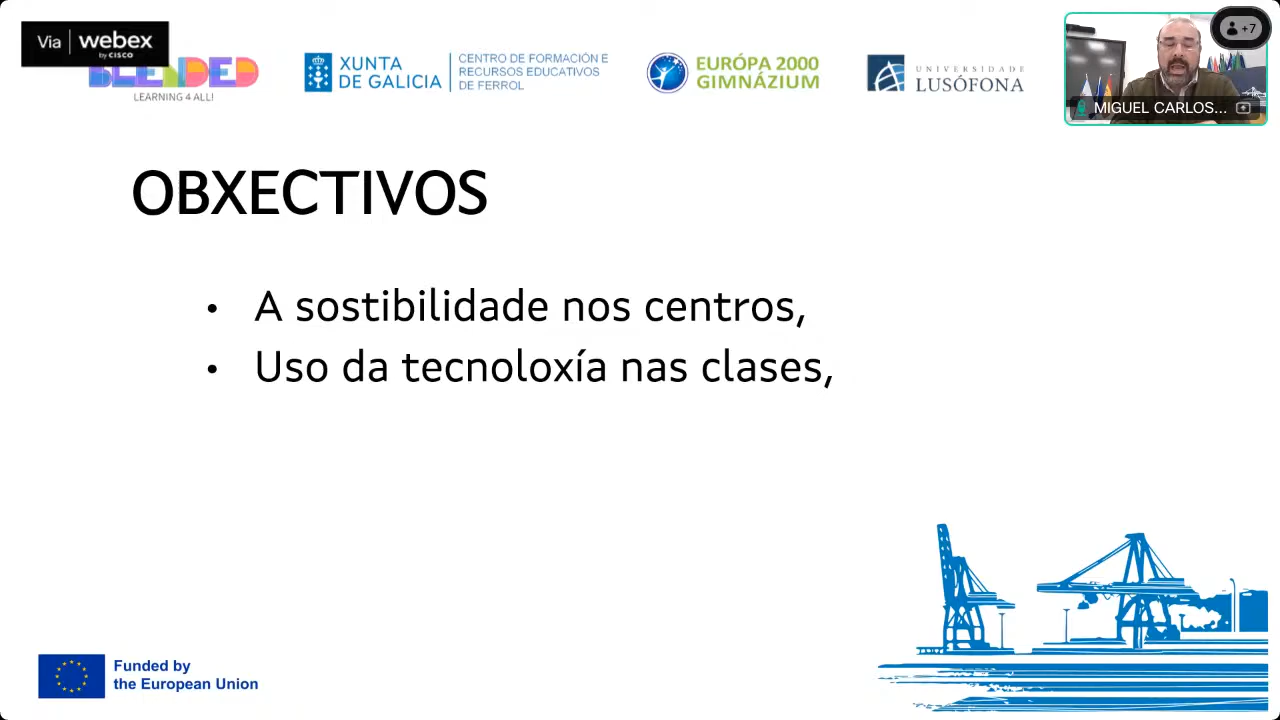 Via webex
by CISCO
BLENDED
LEARNING 4 ALL!
XUNTA
DE GALICIA
CENTRO DE FORMACIÓN E
RECURSOS EDUCATIVOS
DE FERROL
EURÓPA 2000
GIMNÁZIUM
UNIVERSIDADE
LUSÓFONA
+7
MIGUEL CARLOS...
OBXECTIVOS
• A sostibilidade nos centros,
• Uso da tecnoloxía nas clases,
Funded by
the European Union